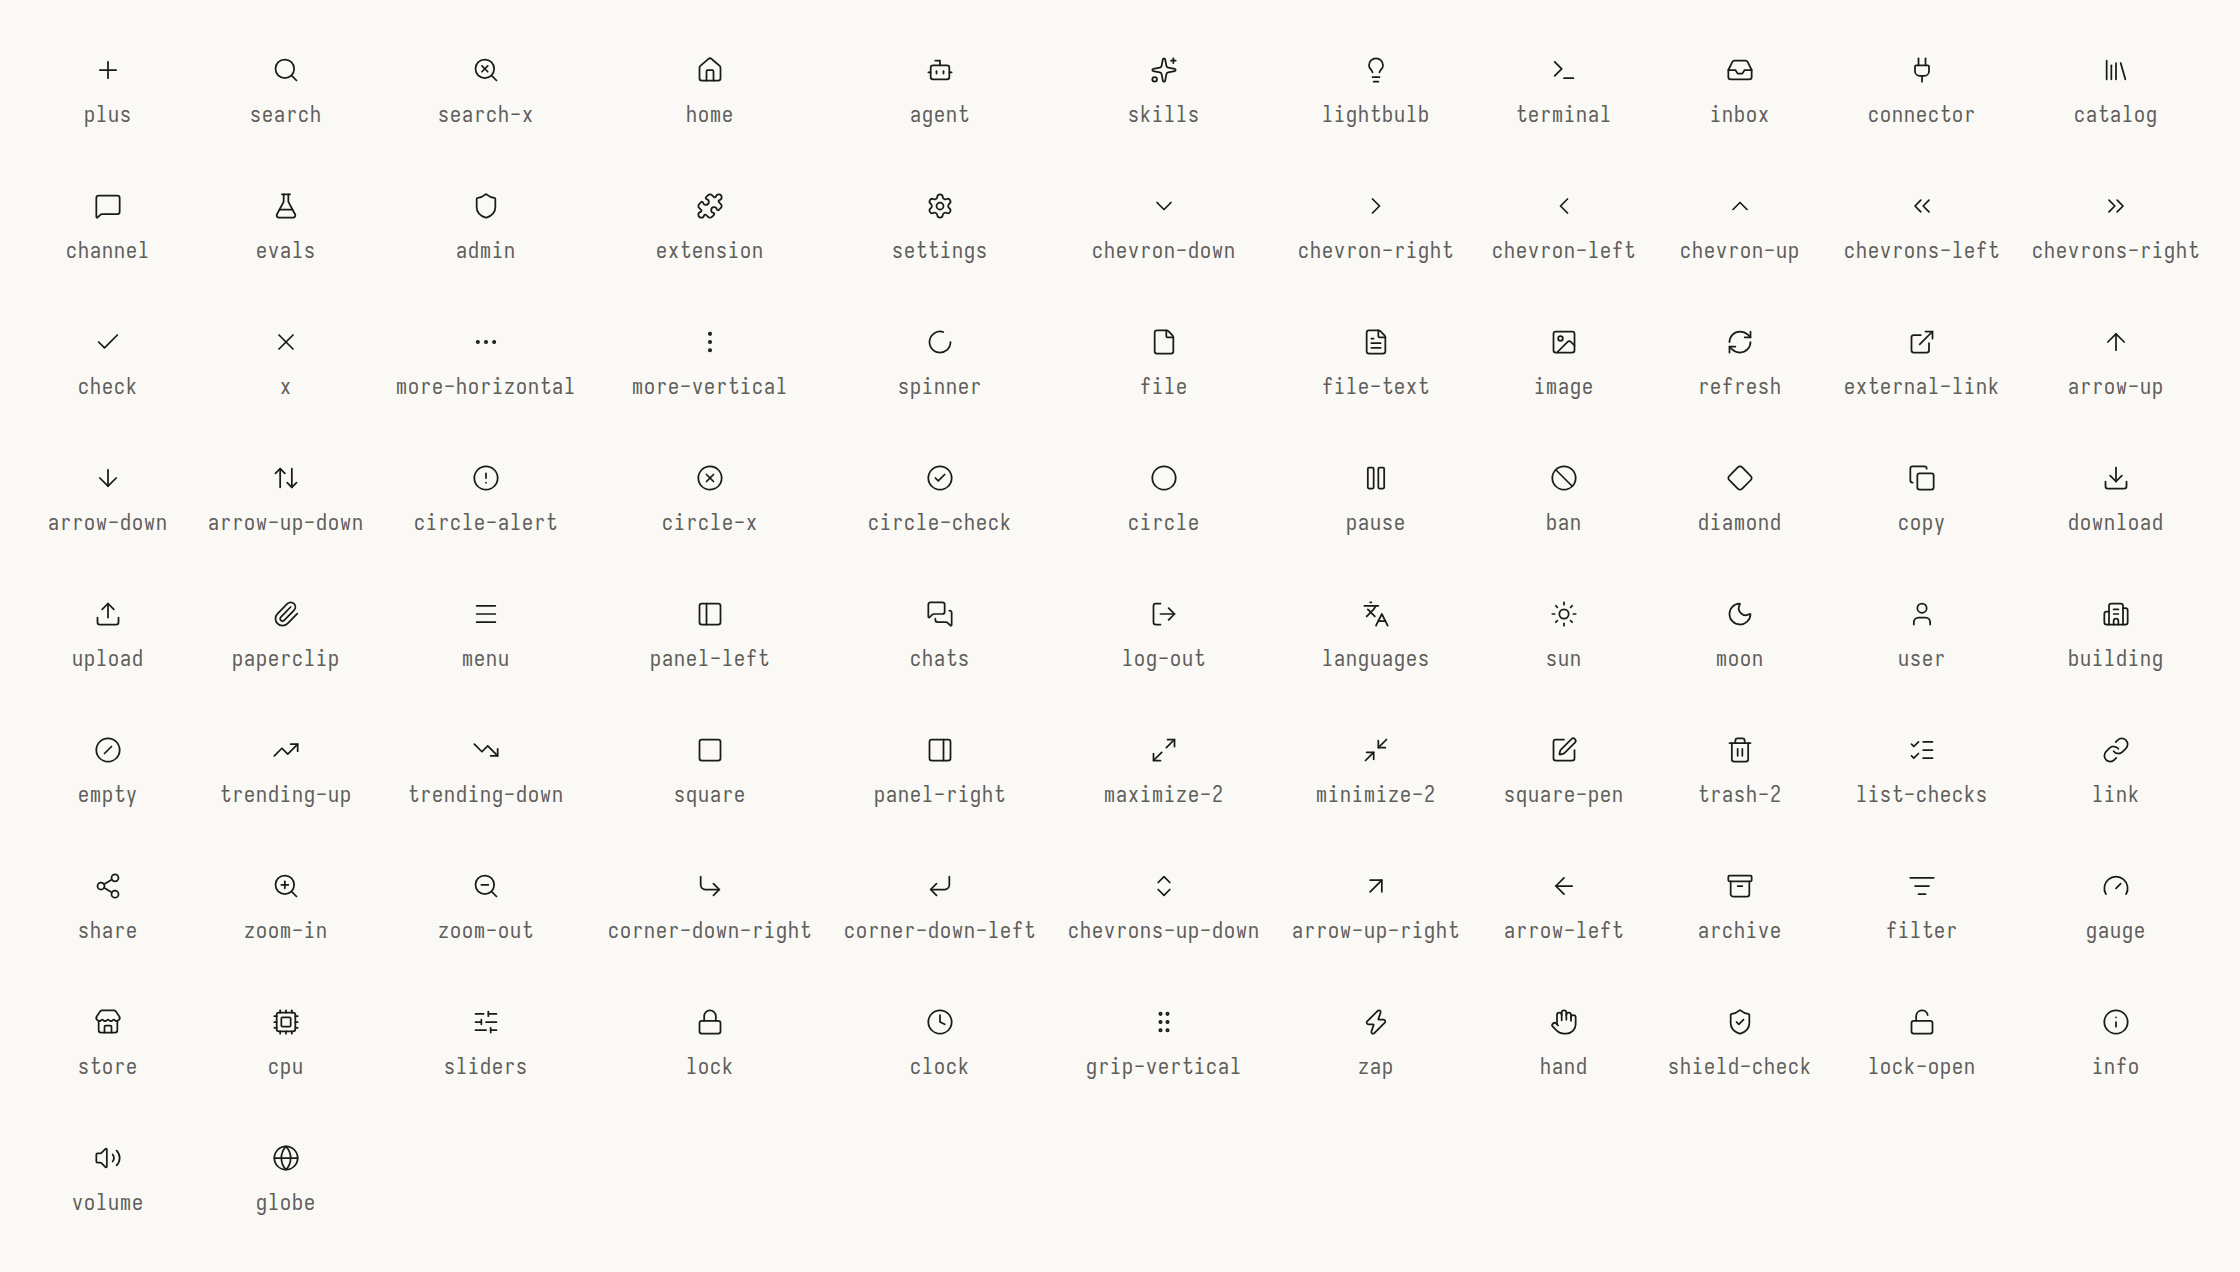 plus search search-x home agent skills lightbulb terminal inbox connector catalog
channel evals admin extension settings chevron-down chevron-right chevron-left chevron-up chevrons-left chevrons-right
check x more-horizontal more-vertical spinner file file-text image refresh external-link arrow-up
arrow-down arrow-up-down circle-alert circle-x circle-check circle pause ban diamond copy download
upload paperclip menu panel-left chats log-out languages sun moon user building
empty trending-up trending-down square panel-right maximize-2 minimize-2 square-pen trash-2 list-checks link
share zoom-in zoom-out corner-down-right corner-down-left chevrons-up-down arrow-up-right arrow-left archive filter gauge
store cpu sliders lock clock grip-vertical zap hand shield-check lock-open info
volume globe